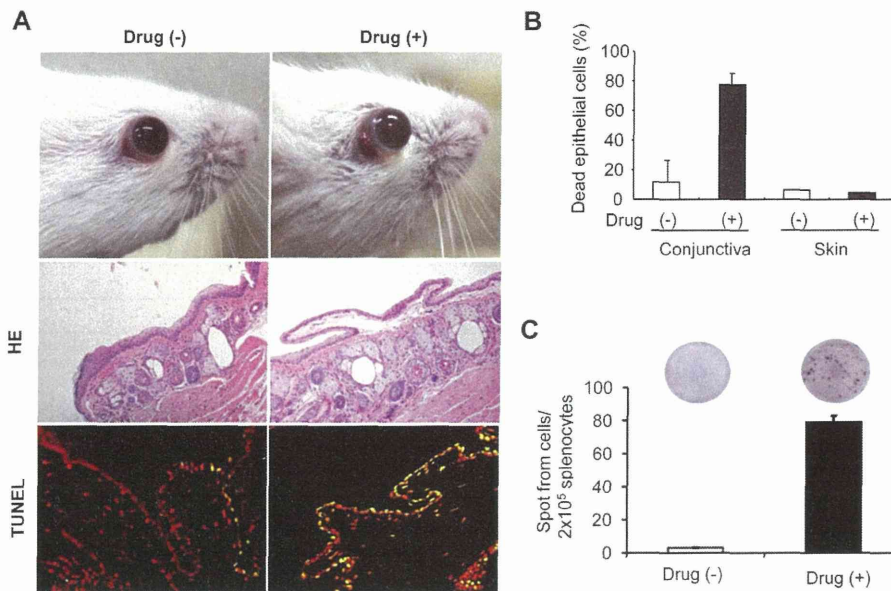 A
Drug (-) Drug (+)
HE
TUNEL
B
Dead epithelial cells (%)
100
80
60
40
20
0
Drug (-) (+) (-) (+)
Conjunctiva Skin
C
Spot from cells/
2x10⁵ splenocytes
100
80
60
40
20
0
Drug (-) Drug (+)